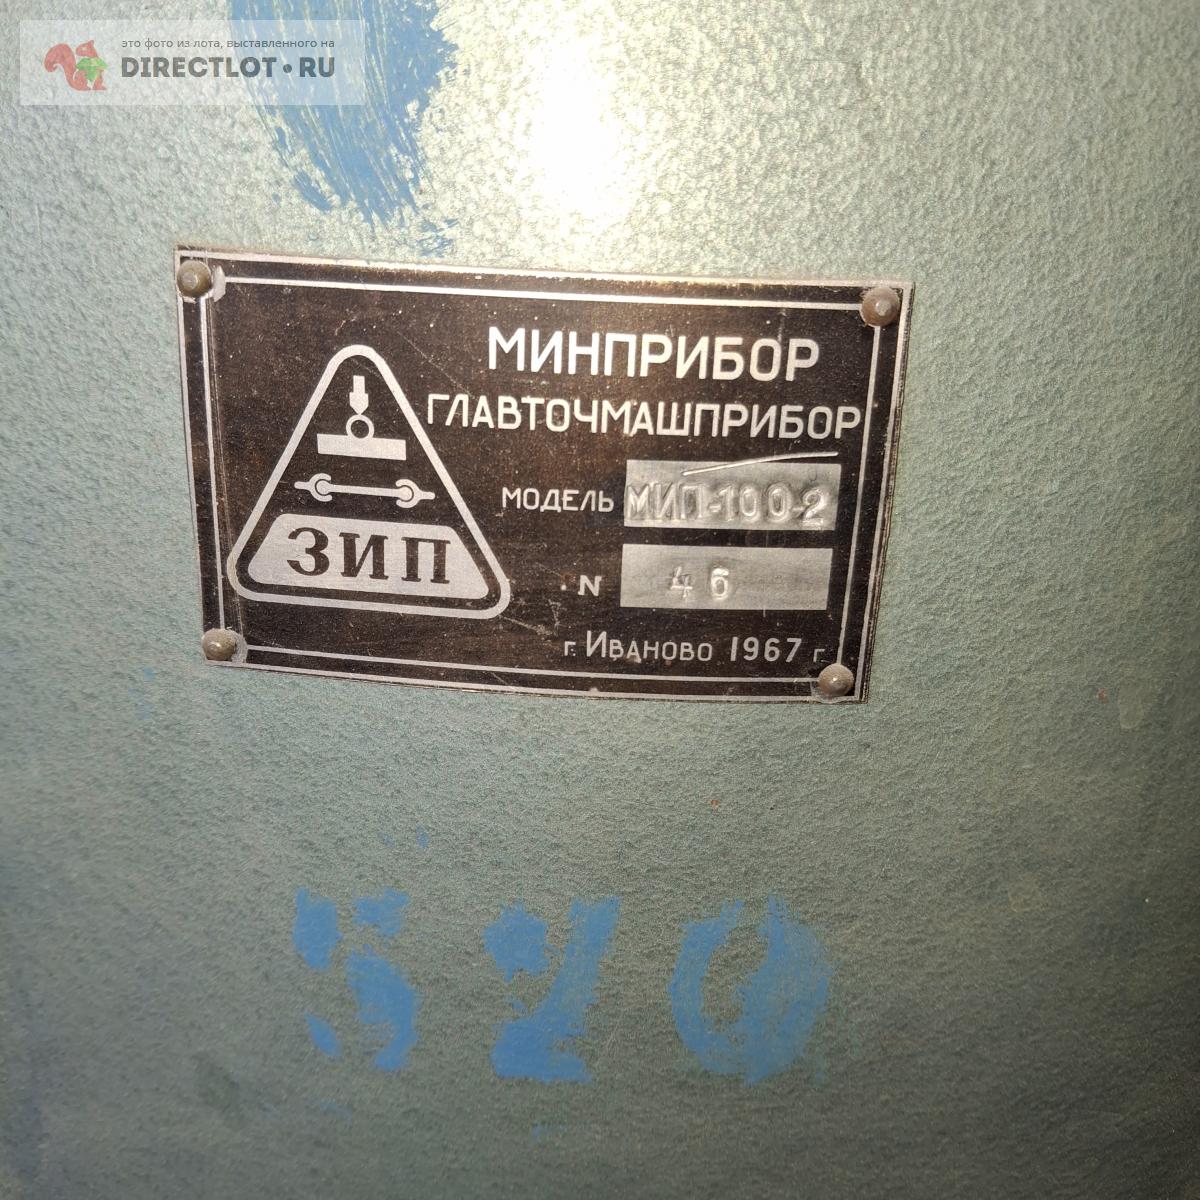 это фото из лота, выставленного на
DIRECTLOT•RU
МИНПРИБОР
ГЛАВТОЧМАШПРИБОР
МОДЕЛЬ МИП-100-2
ЗИП
N 46
г. Иваново 1967 г
520